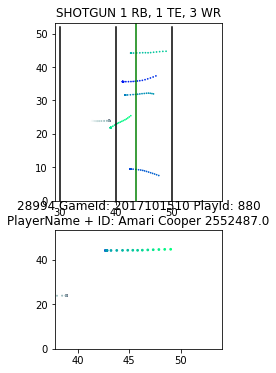 SHOTGUN 1 RB, 1 TE, 3 WR
50
40
30
20
10
0
30 40 50
28994 GameId: 2017101510 PlayId: 880
PlayerName + ID: Amari Cooper 2552487.0
40
20
0
40 45 50